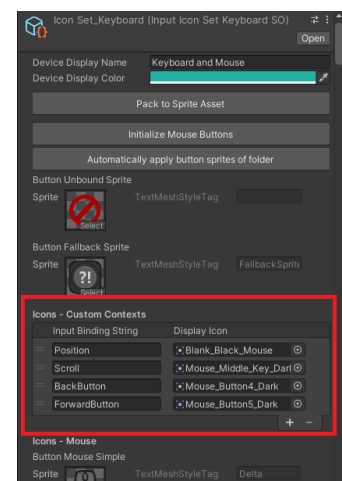 Icon Set_Keyboard (Input Icon Set Keyboard SO)
Open
Device Display Name Keyboard and Mouse
Device Display Color
Pack to Sprite Asset
Initialize Mouse Buttons
Automatically apply button sprites of folder
Button Unbound Sprite
Sprite TextMeshStyleTag
Select
Button Fallback Sprite
Sprite TextMeshStyleTag FallbackSprite
?!
Select
Icons - Custom Contexts
Input Binding String Display Icon
Position Blank_Black_Mouse
Scroll Mouse_Middle_Key_Darl
BackButton Mouse_Button4_Dark
ForwardButton Mouse_Button5_Dark
+ −
Icons - Mouse
Button Mouse Simple
Sprite TextMeshStyleTag Delta